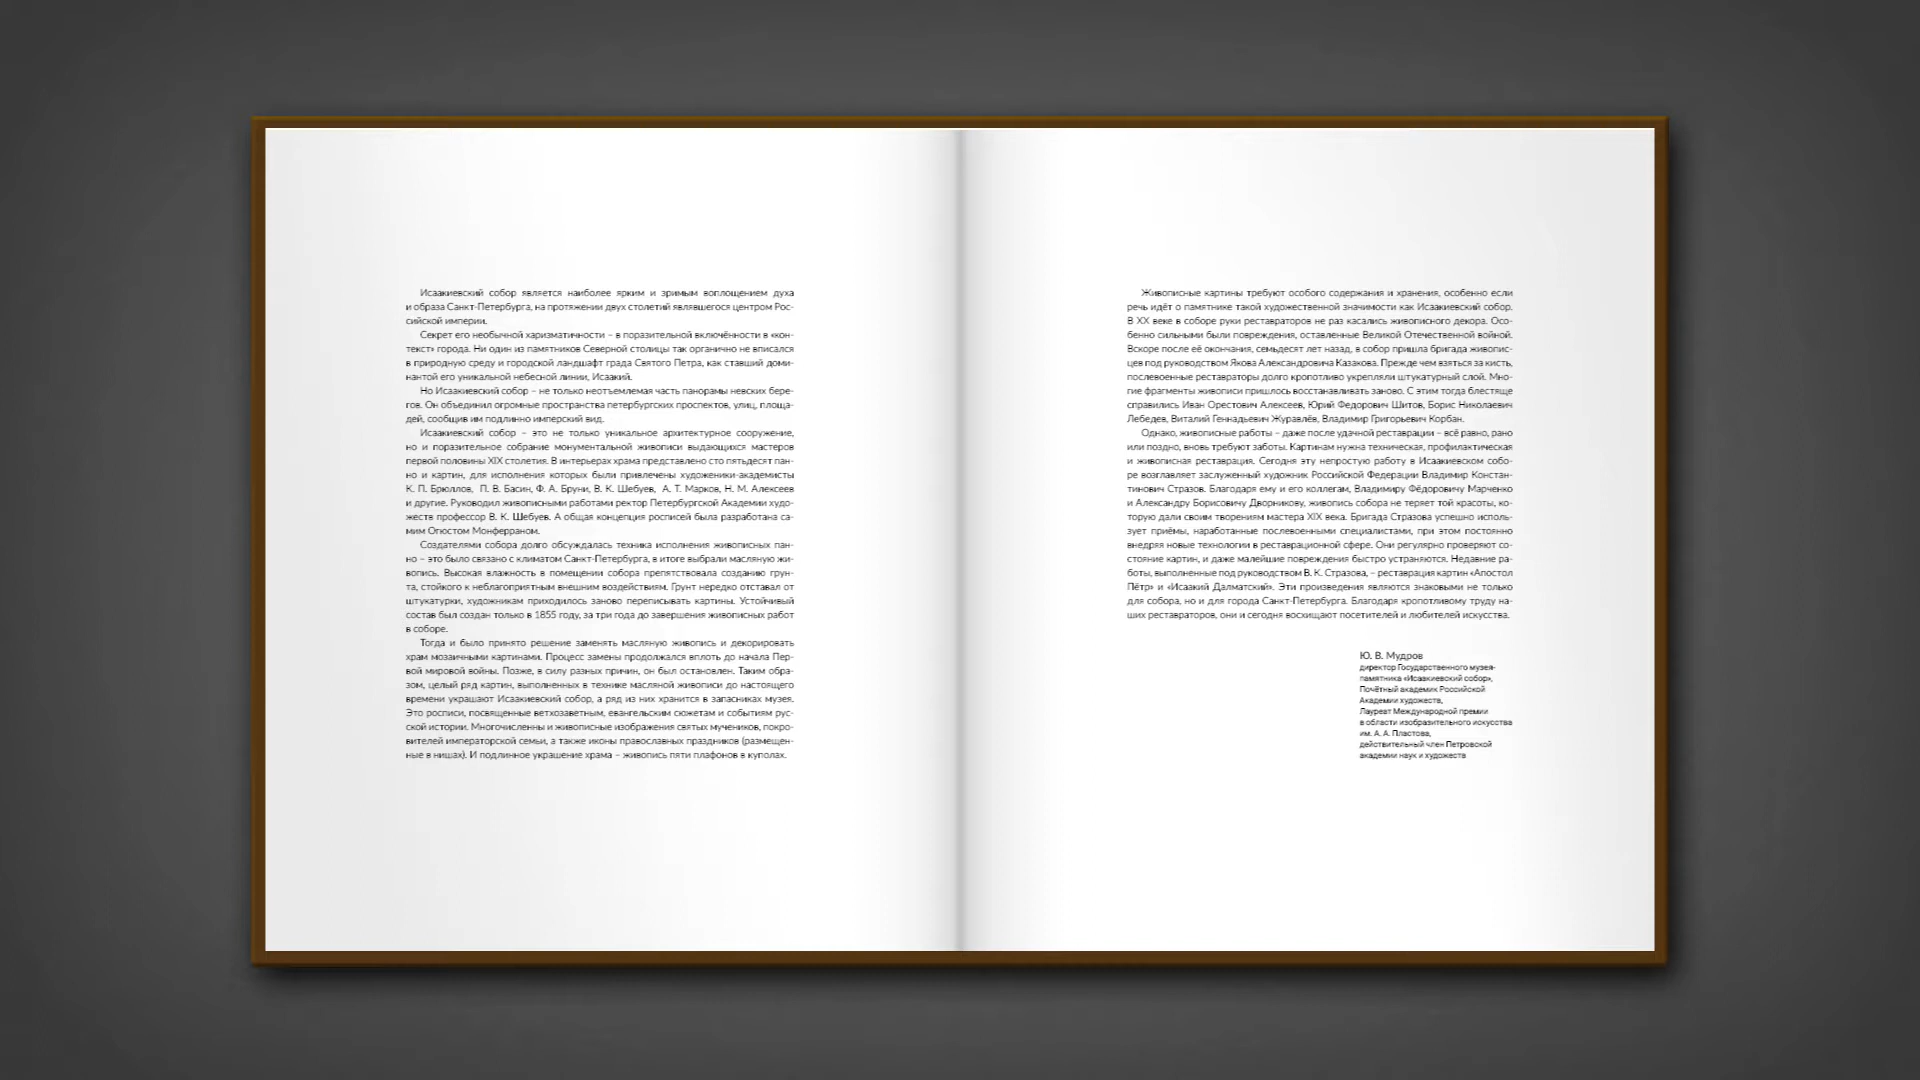 Исаакиевский собор является наиболее ярким и зримым воплощением духа
и образа Санкт-Петербурга, на протяжении двух столетий являвшегося центром Рос-
сийской империи.
Секрет его необычной харизматичности – в поразительной включённости в «кон-
текст» города. Ни один из памятников Северной столицы так органично не вписался
в природную среду и городской ландшафт града Святого Петра, как ставший доми-
нантой его уникальной небесной линии, Исаакий.
Но Исаакиевский собор – не только неотъемлемая часть панорамы невских бере-
гов. Он объединил огромные пространства петербургских проспектов, улиц, площа-
дей, сообщив им подлинно имперский вид.
Исаакиевский собор – это не только уникальное архитектурное сооружение,
но и поразительное собрание монументальной живописи выдающихся мастеров
первой половины XIX столетия. В интерьерах храма представлено сто пятьдесят пан-
но и картин, для исполнения которых были привлечены художники-академисты
К. П. Брюллов, П. В. Басин, Ф. А. Бруни, В. К. Шебуев, А. Т. Марков, Н. М. Алексеев
и другие. Руководил живописными работами ректор Петербургской Академии худо-
жеств профессор В. К. Шебуев. А общая концепция росписей была разработана са-
мим Огюстом Монферраном.
Создателями собора долго обсуждалась техника исполнения живописных пан-
но – это было связано с климатом Санкт-Петербурга, в итоге выбрали масляную жи-
вопись. Высокая влажность в помещении собора препятствовала созданию грун-
та, стойкого к неблагоприятным внешним воздействиям. Грунт нередко отставал от
штукатурки, художникам приходилось заново переписывать картины. Устойчивый
состав был создан только в 1855 году, за три года до завершения живописных работ
в соборе.
Тогда и было принято решение заменять масляную живопись и декорировать
храм мозаичными картинами. Процесс замены продолжался вплоть до начала Пер-
вой мировой войны. Позже, в силу разных причин, он был остановлен. Таким обра-
зом, целый ряд картин, выполненных в технике масляной живописи до настоящего
времени украшают Исаакиевский собор, а ряд из них хранится в запасниках музея.
Это росписи, посвященные ветхозаветным, евангельским сюжетам и событиям рус-
ской истории. Многочисленны и живописные изображения святых мучеников, покро-
вителей императорской семьи, а также иконы православных праздников (размещен-
ные в нишах). И подлинное украшение храма – живопись пяти плафонов в куполах.
Живописные картины требуют особого содержания и хранения, особенно если
речь идёт о памятнике такой художественной значимости как Исаакиевский собор.
В XX веке в соборе руки реставраторов не раз касались живописного декора. Осо-
бенно сильными были повреждения, оставленные Великой Отечественной войной.
Вскоре после её окончания, семьдесят лет назад, в собор пришла бригада живопис-
цев под руководством Якова Александровича Казакова. Прежде чем взяться за кисть,
послевоенные реставраторы долго кропотливо укрепляли штукатурный слой. Мно-
гие фрагменты живописи пришлось восстанавливать заново. С этим тогда блестяще
справились Иван Орестович Алексеев, Юрий Федорович Шитов, Борис Николаевич
Лебедев, Виталий Геннадьевич Журавлёв, Владимир Григорьевич Корбан.
Однако, живописные работы – даже после удачной реставрации – всё равно, рано
или поздно, вновь требуют заботы. Картинам нужна техническая, профилактическая
и живописная реставрация. Сегодня эту непростую работу в Исаакиевском собо-
ре возглавляет заслуженный художник Российской Федерации Владимир Констан-
тинович Стразов. Благодаря ему и его коллегам, Владимиру Фёдоровичу Марченко
и Александру Борисовичу Дворникову, живопись собора не теряет той красоты, ко-
торую дали своим творениям мастера XIX века. Бригада Стразова успешно исполь-
зует приёмы, наработанные послевоенными специалистами, при этом постоянно
внедряя новые технологии в реставрационной сфере. Они регулярно проверяют со-
стояние картин, и даже малейшие повреждения быстро устраняются. Недавние ра-
боты, выполненные под руководством В. К. Стразова, – реставрация картин «Апостол
Пётр» и «Исаакий Далматский». Эти произведения являются знаковыми не только
для собора, но и для города Санкт-Петербурга. Благодаря кропотливому труду на-
ших реставраторов, они и сегодня восхищают посетителей и любителей искусства.
Ю. В. Мудров
директор Государственного музея-
памятника «Исаакиевский собор»,
Почётный академик Российской
Академии художеств,
Лауреат Международной премии
в области изобразительного искусства
им. А. А. Пластова,
действительный член Петровской
академии наук и художеств